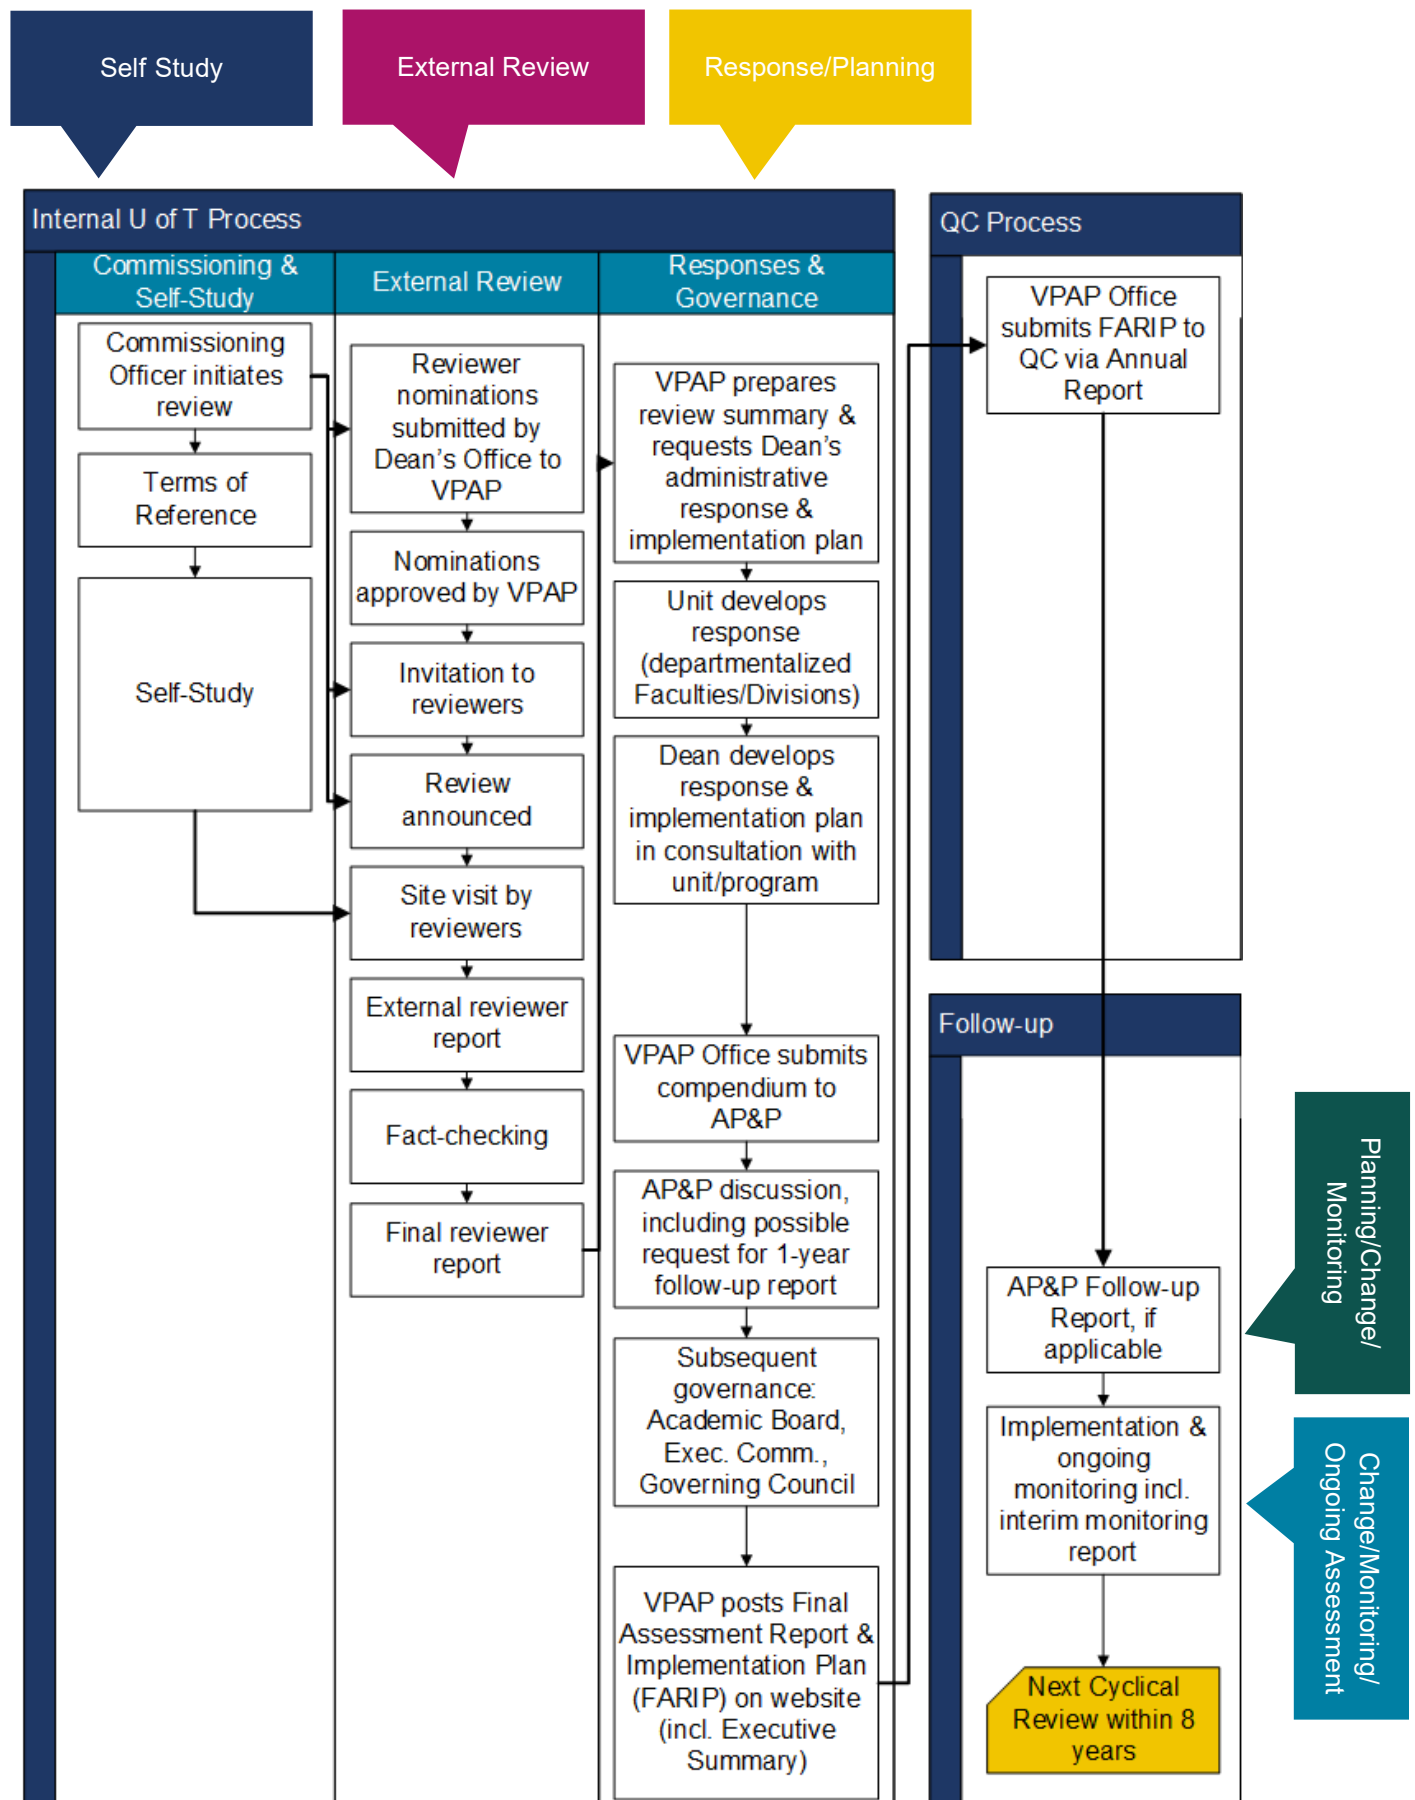 Self Study
External Review
Response/Planning
Internal U of T Process
Commissioning &
Self-Study
Commissioning
Officer initiates
review
Terms of
Reference
Self-Study
External Review
Reviewer
nominations
submitted by
Dean’s Office to
VPAP
Nominations
approved by VPAP
Invitation to
reviewers
Review
announced
Site visit by
reviewers
External reviewer
report
Fact-checking
Final reviewer
report
Responses &
Governance
VPAP prepares
review summary &
requests Dean’s
administrative
response &
implementation plan
Unit develops
response
(departmentalized
Faculties/Divisions)
Dean develops
response &
implementation plan
in consultation with
unit/program
VPAP Office submits
compendium to
AP&P
AP&P discussion,
including possible
request for 1-year
follow-up report
Subsequent
governance:
Academic Board,
Exec. Comm.,
Governing Council
VPAP posts Final
Assessment Report &
Implementation Plan
(FARIP) on website
(incl. Executive
Summary)
QC Process
VPAP Office
submits FARIP to
QC via Annual
Report
Follow-up
AP&P Follow-up
Report, if
applicable
Implementation &
ongoing
monitoring incl.
interim monitoring
report
Next Cyclical
Review within 8
years
Planning/Change/
Monitoring
Change/Monitoring/
Ongoing Assessment